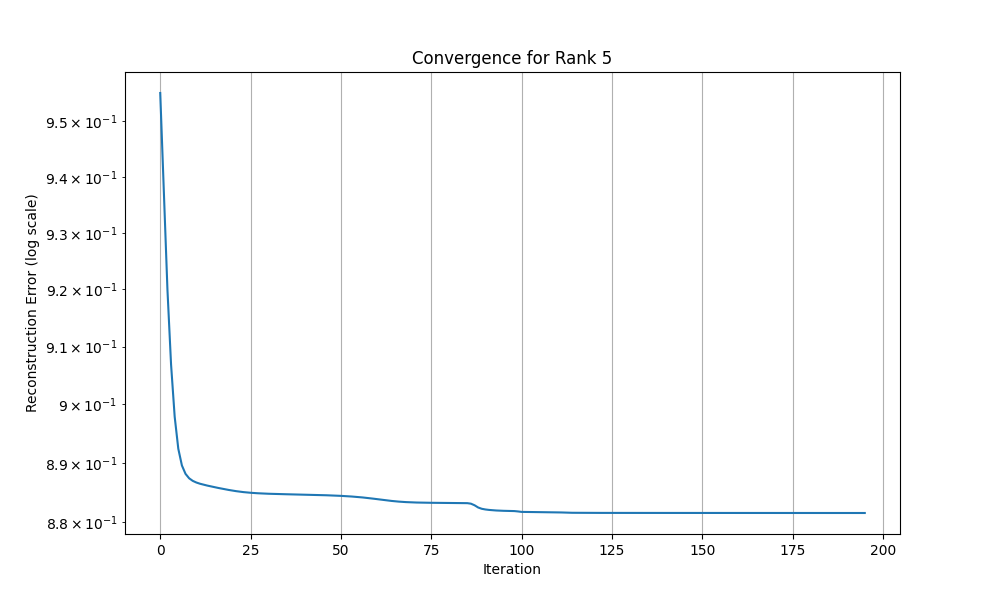 Convergence for Rank 5
Reconstruction Error (log scale)
9.5 × 10⁻¹
9.4 × 10⁻¹
9.3 × 10⁻¹
9.2 × 10⁻¹
9.1 × 10⁻¹
9 × 10⁻¹
8.9 × 10⁻¹
8.8 × 10⁻¹
0 25 50 75 100 125 150 175 200
Iteration